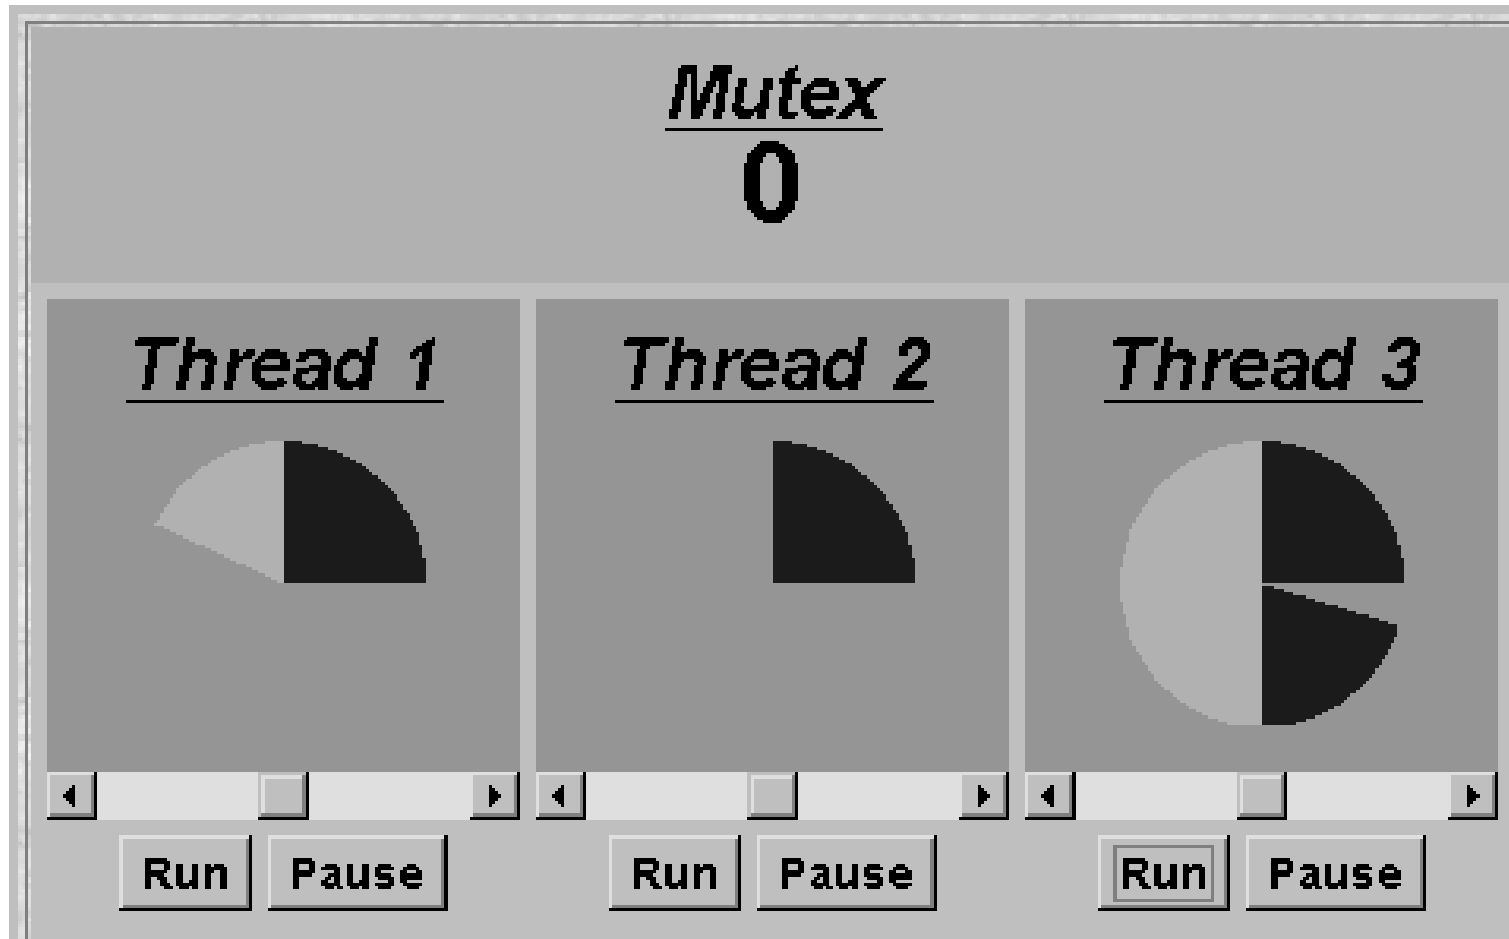 Mutex
0
Thread 1 Thread 2 Thread 3
Run Pause Run Pause Run Pause